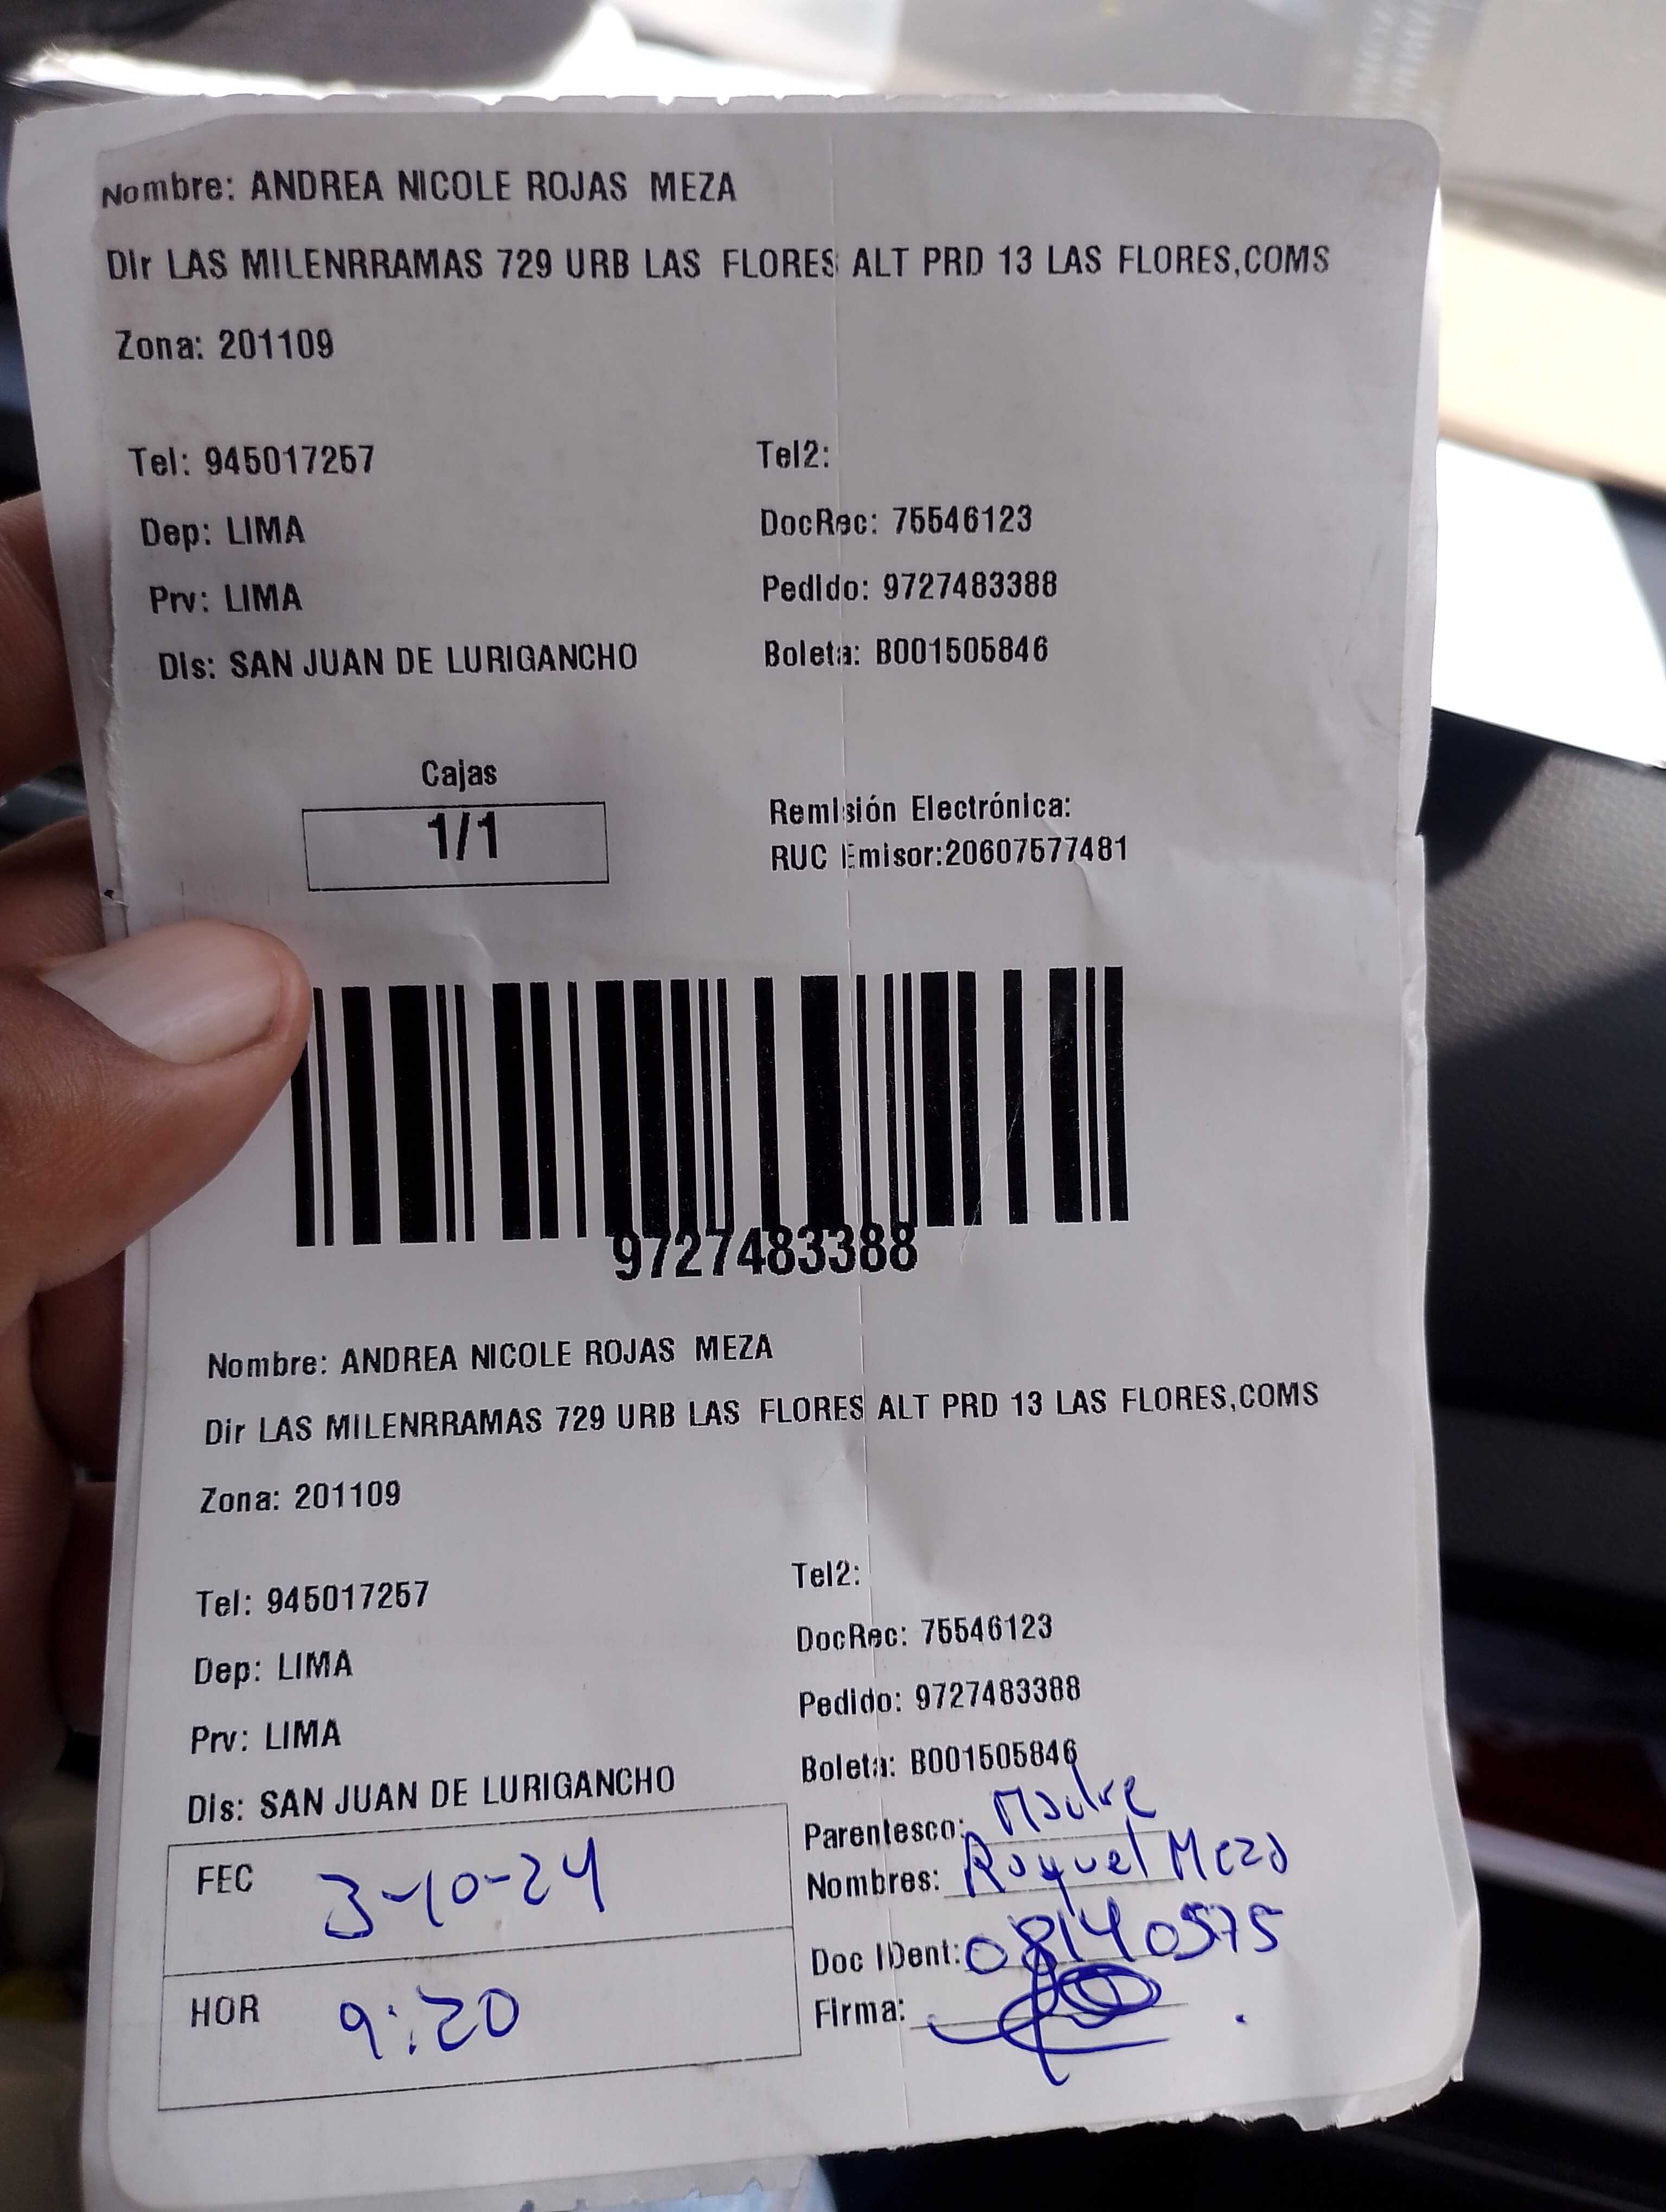 Nombre: ANDREA NICOLE ROJAS MEZA
Dir LAS MILENRRAMAS 729 URB LAS FLORES ALT PRD 13 LAS FLORES,COMS
Zona: 201109
Tel: 945017257 Tel2:
Dep: LIMA DocRec: 75546123
Prv: LIMA Pedido: 9727483388
Dis: SAN JUAN DE LURIGANCHO Boleta: B001505846
Cajas
1/1
Remisión Electrónica:
RUC Emisor:20607577481
9727483388
Nombre: ANDREA NICOLE ROJAS MEZA
Dir LAS MILENRRAMAS 729 URB LAS FLORES ALT PRD 13 LAS FLORES,COMS
Zona: 201109
Tel: 945017257 Tel2:
Dep: LIMA DocRec: 75546123
Prv: LIMA Pedido: 9727483388
Dis: SAN JUAN DE LURIGANCHO Boleta: B001505846
FEC 3-10-24
HOR 9:20
Parentesco: Madre
Nombres: Raquel Meza
Doc IDent: 08140575
Firma: